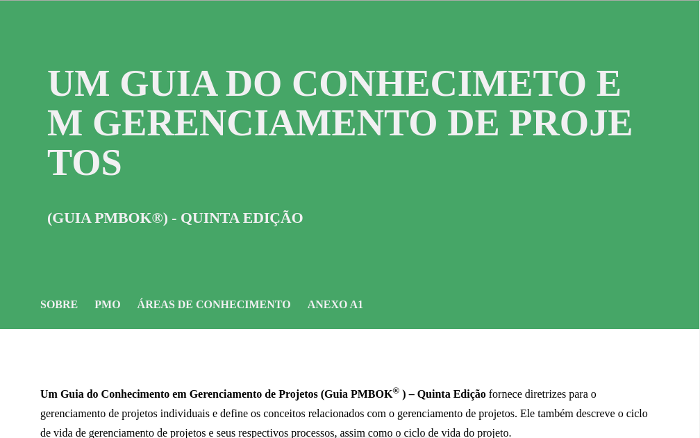 UM GUIA DO CONHECIMETO E
M GERENCIAMENTO DE PROJE
TOS
(GUIA PMBOK®) - QUINTA EDIÇÃO
SOBRE PMO ÁREAS DE CONHECIMENTO ANEXO A1
Um Guia do Conhecimento em Gerenciamento de Projetos (Guia PMBOK® ) – Quinta Edição fornece diretrizes para o
gerenciamento de projetos individuais e define os conceitos relacionados com o gerenciamento de projetos. Ele também descreve o ciclo
de vida de gerenciamento de projetos e seus respectivos processos, assim como o ciclo de vida do projeto.